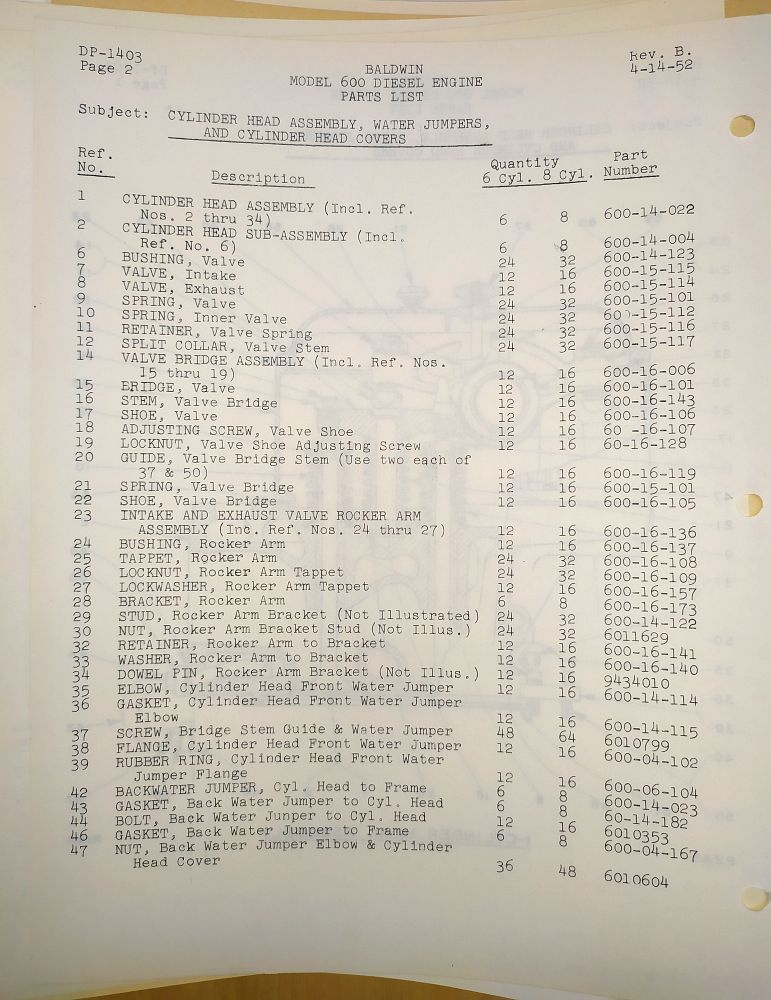 DP-1403 Rev. B.
Page 2 BALDWIN 4-14-52
MODEL 600 DIESEL ENGINE
PARTS LIST
Subject: CYLINDER HEAD ASSEMBLY, WATER JUMPERS,
AND CYLINDER HEAD COVERS
Ref. Quantity Part
No. Description 6 Cyl. 8 Cyl. Number
1 CYLINDER HEAD ASSEMBLY (Incl. Ref.
Nos. 2 thru 34) 6 8 600-14-022
2 CYLINDER HEAD SUB-ASSEMBLY (Incl.
Ref. No. 6) 6 8 600-14-004
6 BUSHING, Valve 24 32 600-14-123
7 VALVE, Intake 12 16 600-15-115
8 VALVE, Exhaust 12 16 600-15-114
9 SPRING, Valve 24 32 600-15-101
10 SPRING, Inner Valve 24 32 600-15-112
11 RETAINER, Valve Spring 24 32 600-15-116
12 SPLIT COLLAR, Valve Stem 24 32 600-15-117
14 VALVE BRIDGE ASSEMBLY (Incl. Ref. Nos.
15 thru 19) 12 16 600-16-006
15 BRIDGE, Valve 12 16 600-16-101
16 STEM, Valve Bridge 12 16 600-16-143
17 SHOE, Valve 12 16 600-16-106
18 ADJUSTING SCREW, Valve Shoe 12 16 60 -16-107
19 LOCKNUT, Valve Shoe Adjusting Screw 12 16 60-16-128
20 GUIDE, Valve Bridge Stem (Use two each of
37 & 50) 12 16 600-16-119
21 SPRING, Valve Bridge 12 16 600-15-101
22 SHOE, Valve Bridge 12 16 600-16-105
23 INTAKE AND EXHAUST VALVE ROCKER ARM
ASSEMBLY (Inc. Ref. Nos. 24 thru 27) 12 16 600-16-136
24 BUSHING, Rocker Arm 12 16 600-16-137
25 TAPPET, Rocker Arm 24 32 600-16-108
26 LOCKNUT, Rocker Arm Tappet 24 32 600-16-109
27 LOCKWASHER, Rocker Arm Tappet 12 16 600-16-157
28 BRACKET, Rocker Arm 6 8 600-16-173
29 STUD, Rocker Arm Bracket (Not Illustrated) 24 32 600-14-122
30 NUT, Rocker Arm Bracket Stud (Not Illus.) 24 32 6011629
32 RETAINER, Rocker Arm to Bracket 12 16 600-16-141
33 WASHER, Rocker Arm to Bracket 12 16 600-16-140
34 DOWEL PIN, Rocker Arm Bracket (Not Illus.) 12 16 9434010
35 ELBOW, Cylinder Head Front Water Jumper 12 16 600-14-114
36 GASKET, Cylinder Head Front Water Jumper
Elbow 12 16 600-14-115
37 SCREW, Bridge Stem Guide & Water Jumper 48 64 6010799
38 FLANGE, Cylinder Head Front Water Jumper 12 16 600-04-102
39 RUBBER RING, Cylinder Head Front Water
Jumper Flange 12 16 600-06-104
42 BACKWATER JUMPER, Cyl. Head to Frame 6 8 600-14-023
43 GASKET, Back Water Jumper to Cyl. Head 6 8 60-14-182
44 BOLT, Back Water Junper to Cyl. Head 12 16 6010353
46 GASKET, Back Water Jumper to Frame 6 8 600-04-167
47 NUT, Back Water Jumper Elbow & Cylinder
Head Cover 36 48 6010604